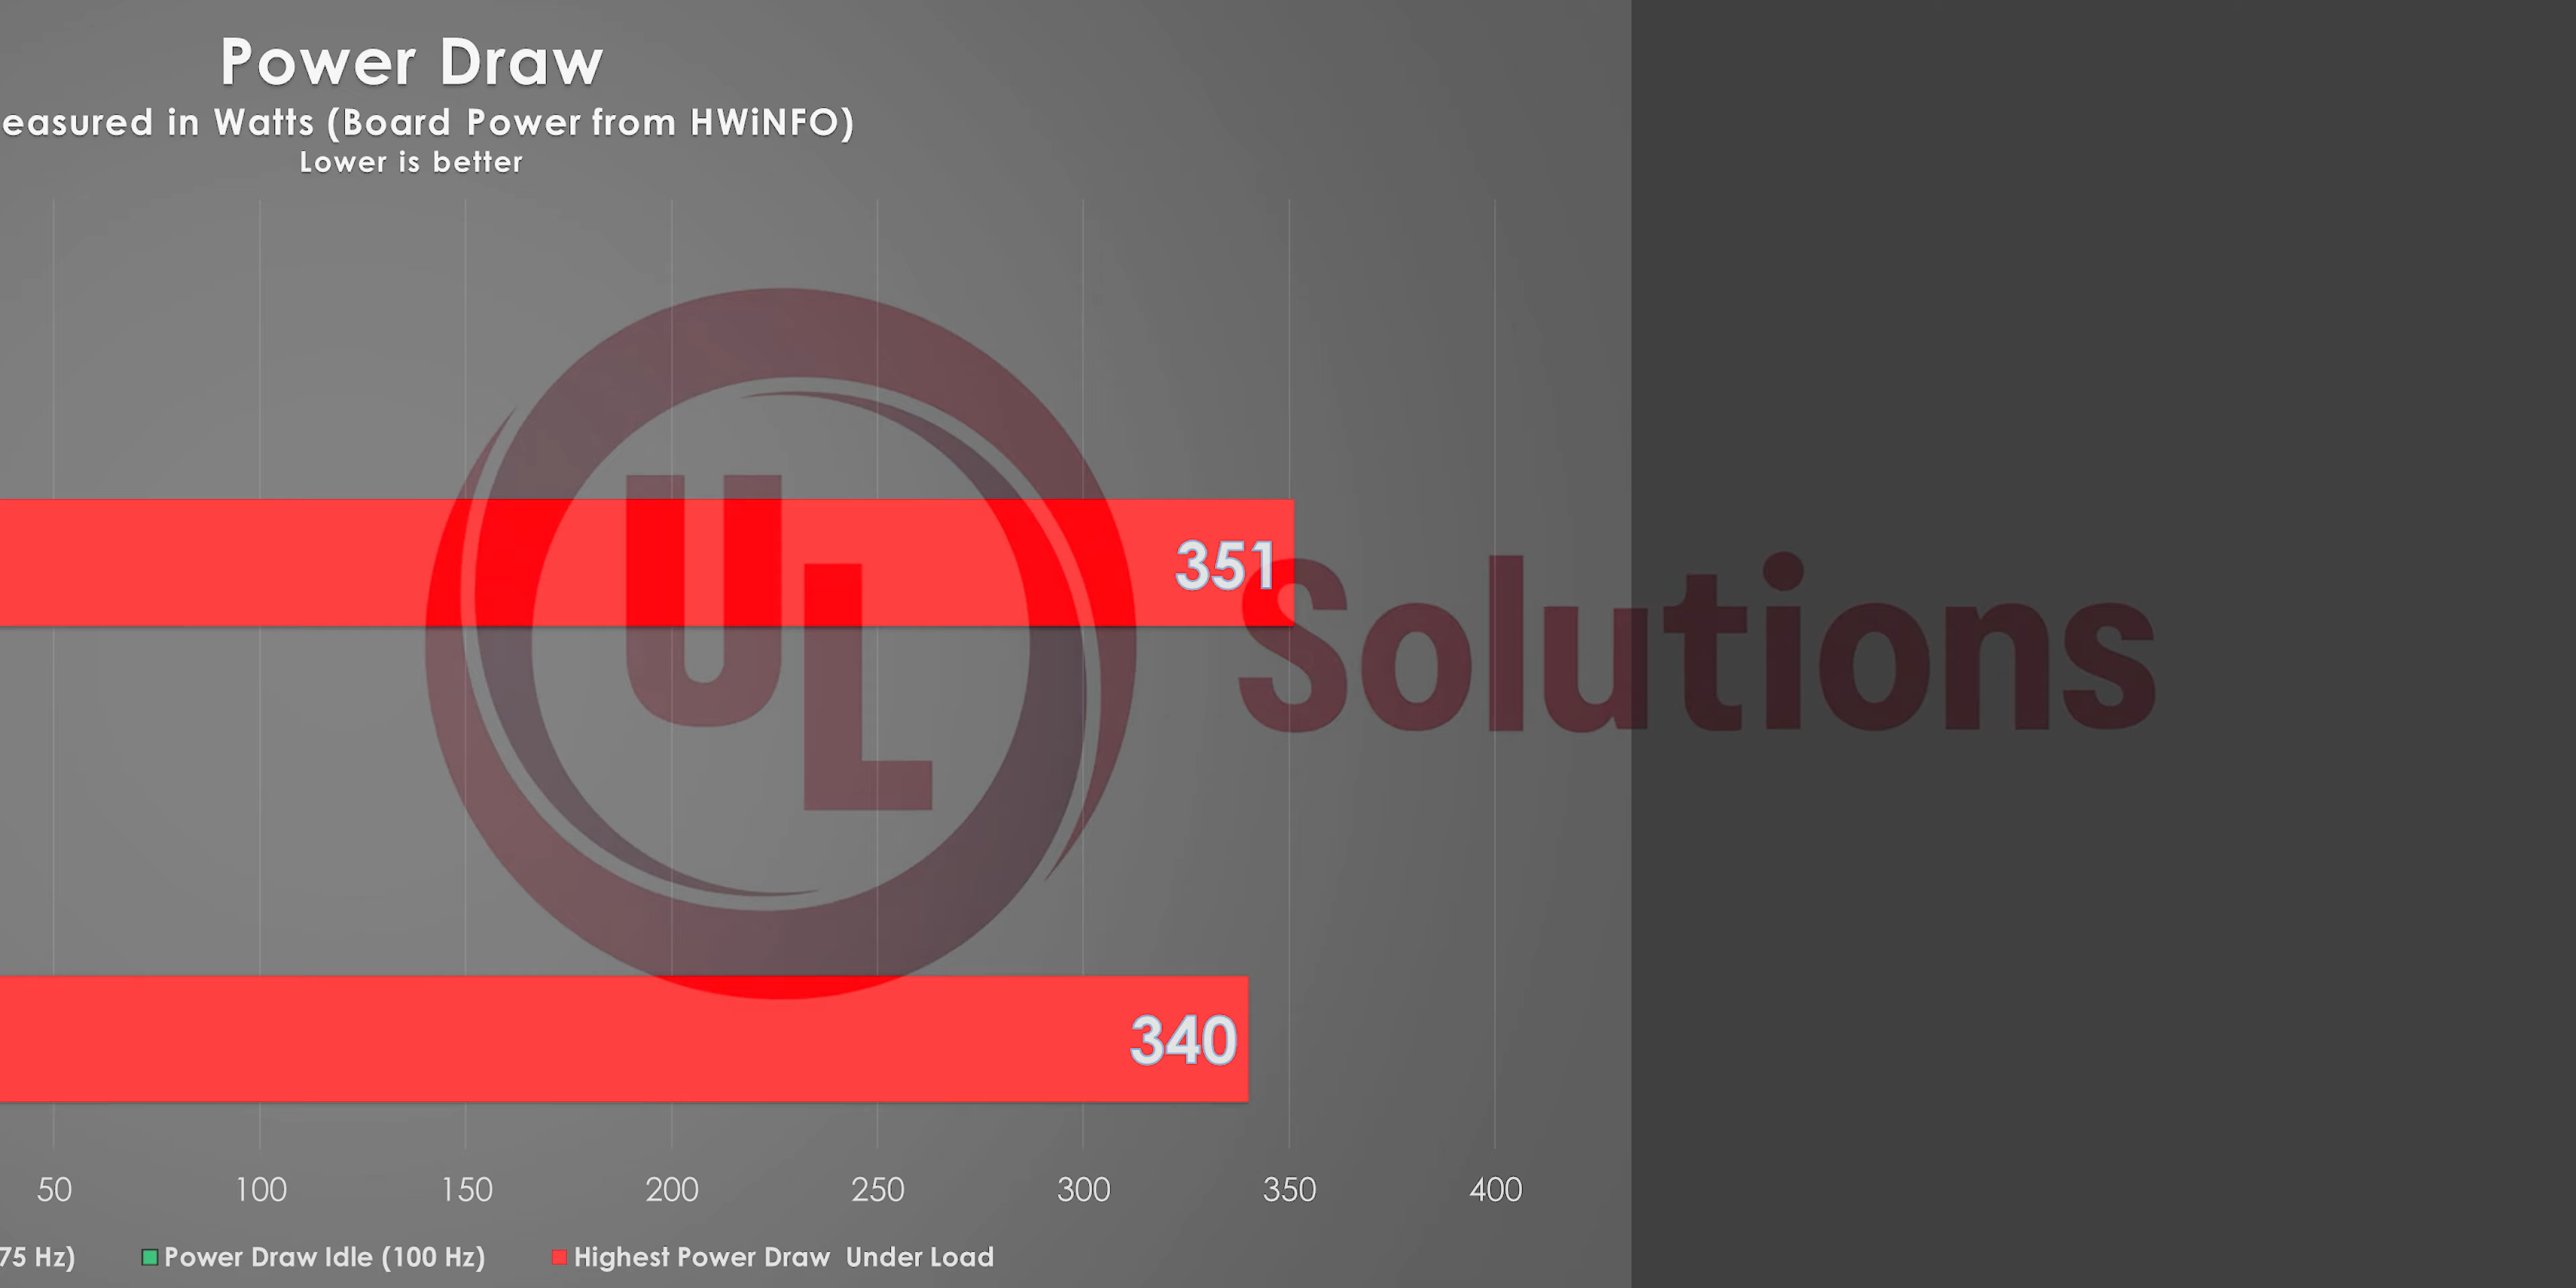 Power Draw
easured in Watts (Board Power from HWiNFO)
Lower is better
351
UL Solutions
340
50 100 150 200 250 300 350 400
75 Hz) Power Draw Idle (100 Hz) Highest Power Draw Under Load